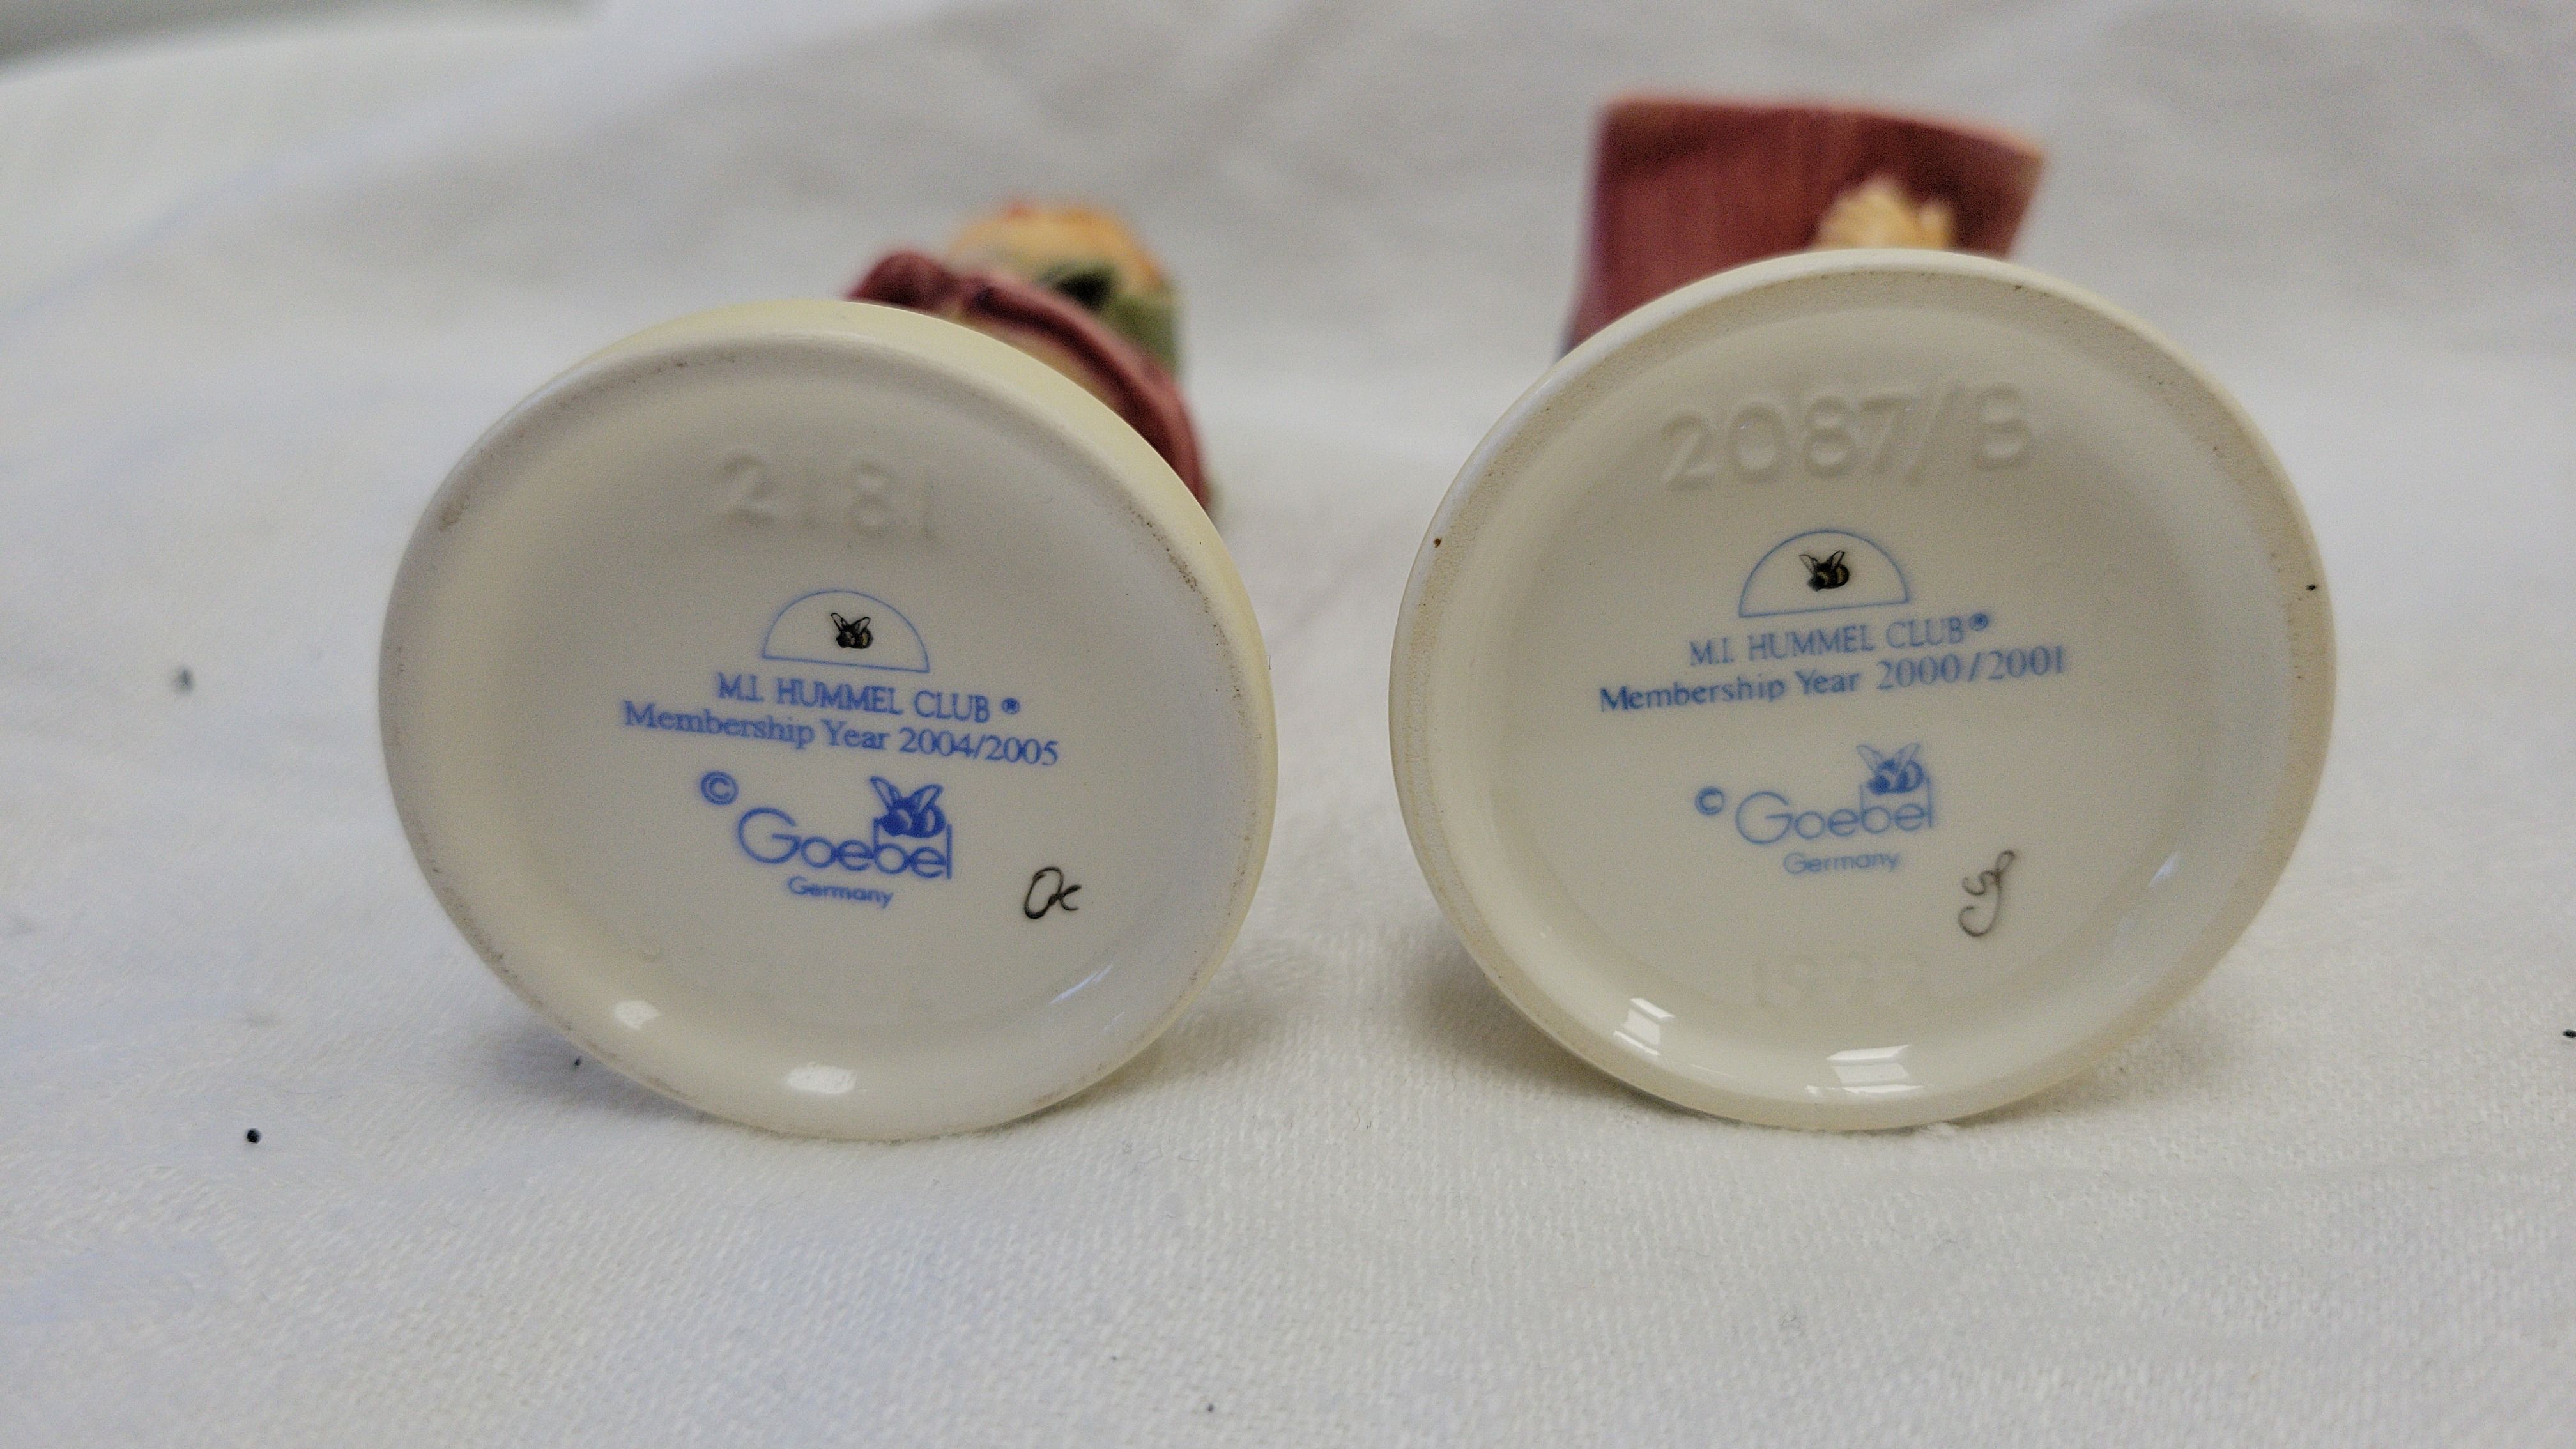 2181
M.I. HUMMEL CLUB ®
Membership Year 2004/2005
© Goebel
Germany
2087/B
M.I. HUMMEL CLUB®
Membership Year 2000/2001
© Goebel
Germany